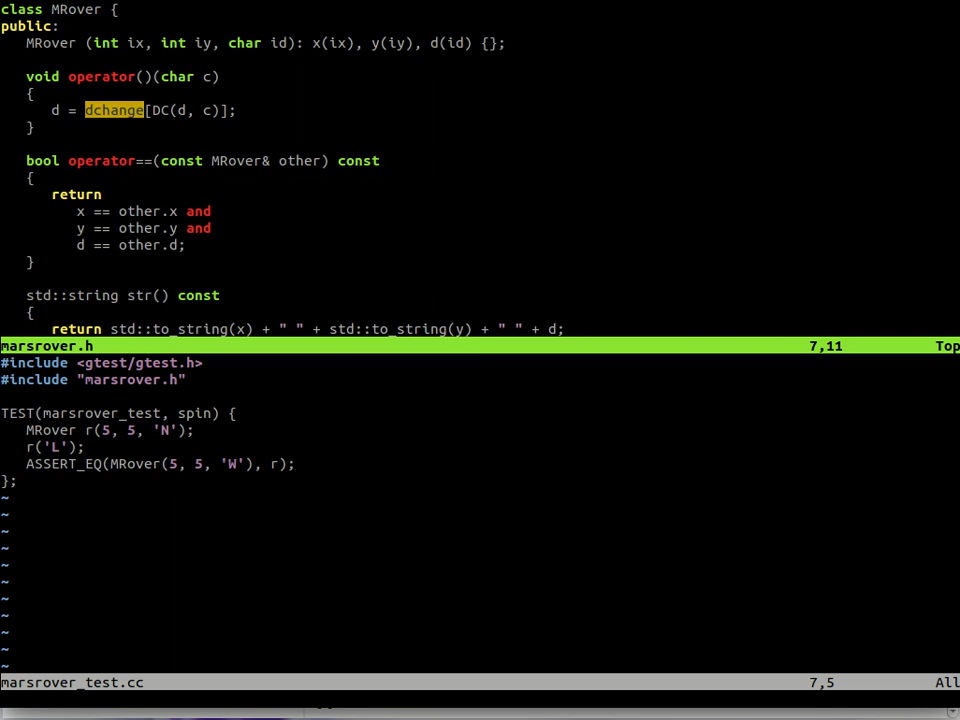 class MRover {
public:
   MRover (int ix, int iy, char id): x(ix), y(iy), d(id) {};
   void operator()(char c)
   {
      d = dchange[DC(d, c)];
   }
   bool operator==(const MRover& other) const
   {
      return
         x == other.x and
         y == other.y and
         d == other.d;
   }
   std::string str() const
   {
      return std::to_string(x) + " " + std::to_string(y) + " " + d;
marsrover.h 7,11 Top
#include <gtest/gtest.h>
#include "marsrover.h"
TEST(marsrover_test, spin) {
   MRover r(5, 5, 'N');
   r('L');
   ASSERT_EQ(MRover(5, 5, 'W'), r);
};
~
~
~
~
~
~
~
~
~
~
~
marsrover_test.cc 7,5 All